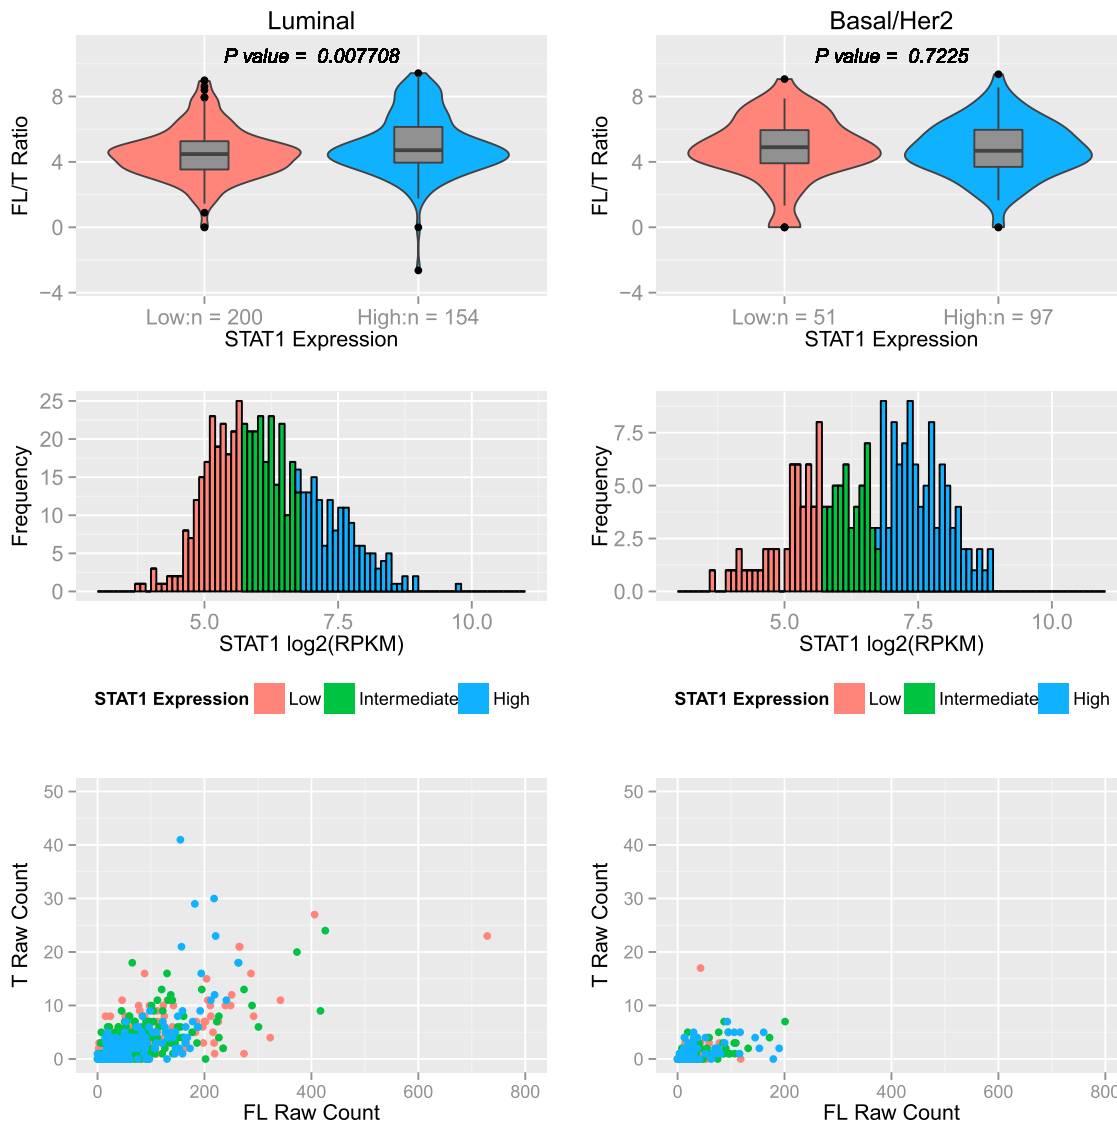 Luminal
P value = 0.007708
FL/T Ratio
8
4
0
−4
Low:n = 200
High:n = 154
STAT1 Expression
Basal/Her2
P value = 0.7225
FL/T Ratio
8
4
0
−4
Low:n = 51
High:n = 97
STAT1 Expression
Frequency
25
20
15
10
5
0
5.0
7.5
10.0
STAT1 log2(RPKM)
STAT1 Expression Low Intermediate High
Frequency
7.5
5.0
2.5
0.0
5.0
7.5
10.0
STAT1 log2(RPKM)
STAT1 Expression Low Intermediate High
T Raw Count
50
40
30
20
10
0
0
200
400
600
800
FL Raw Count
T Raw Count
50
40
30
20
10
0
0
200
400
600
800
FL Raw Count